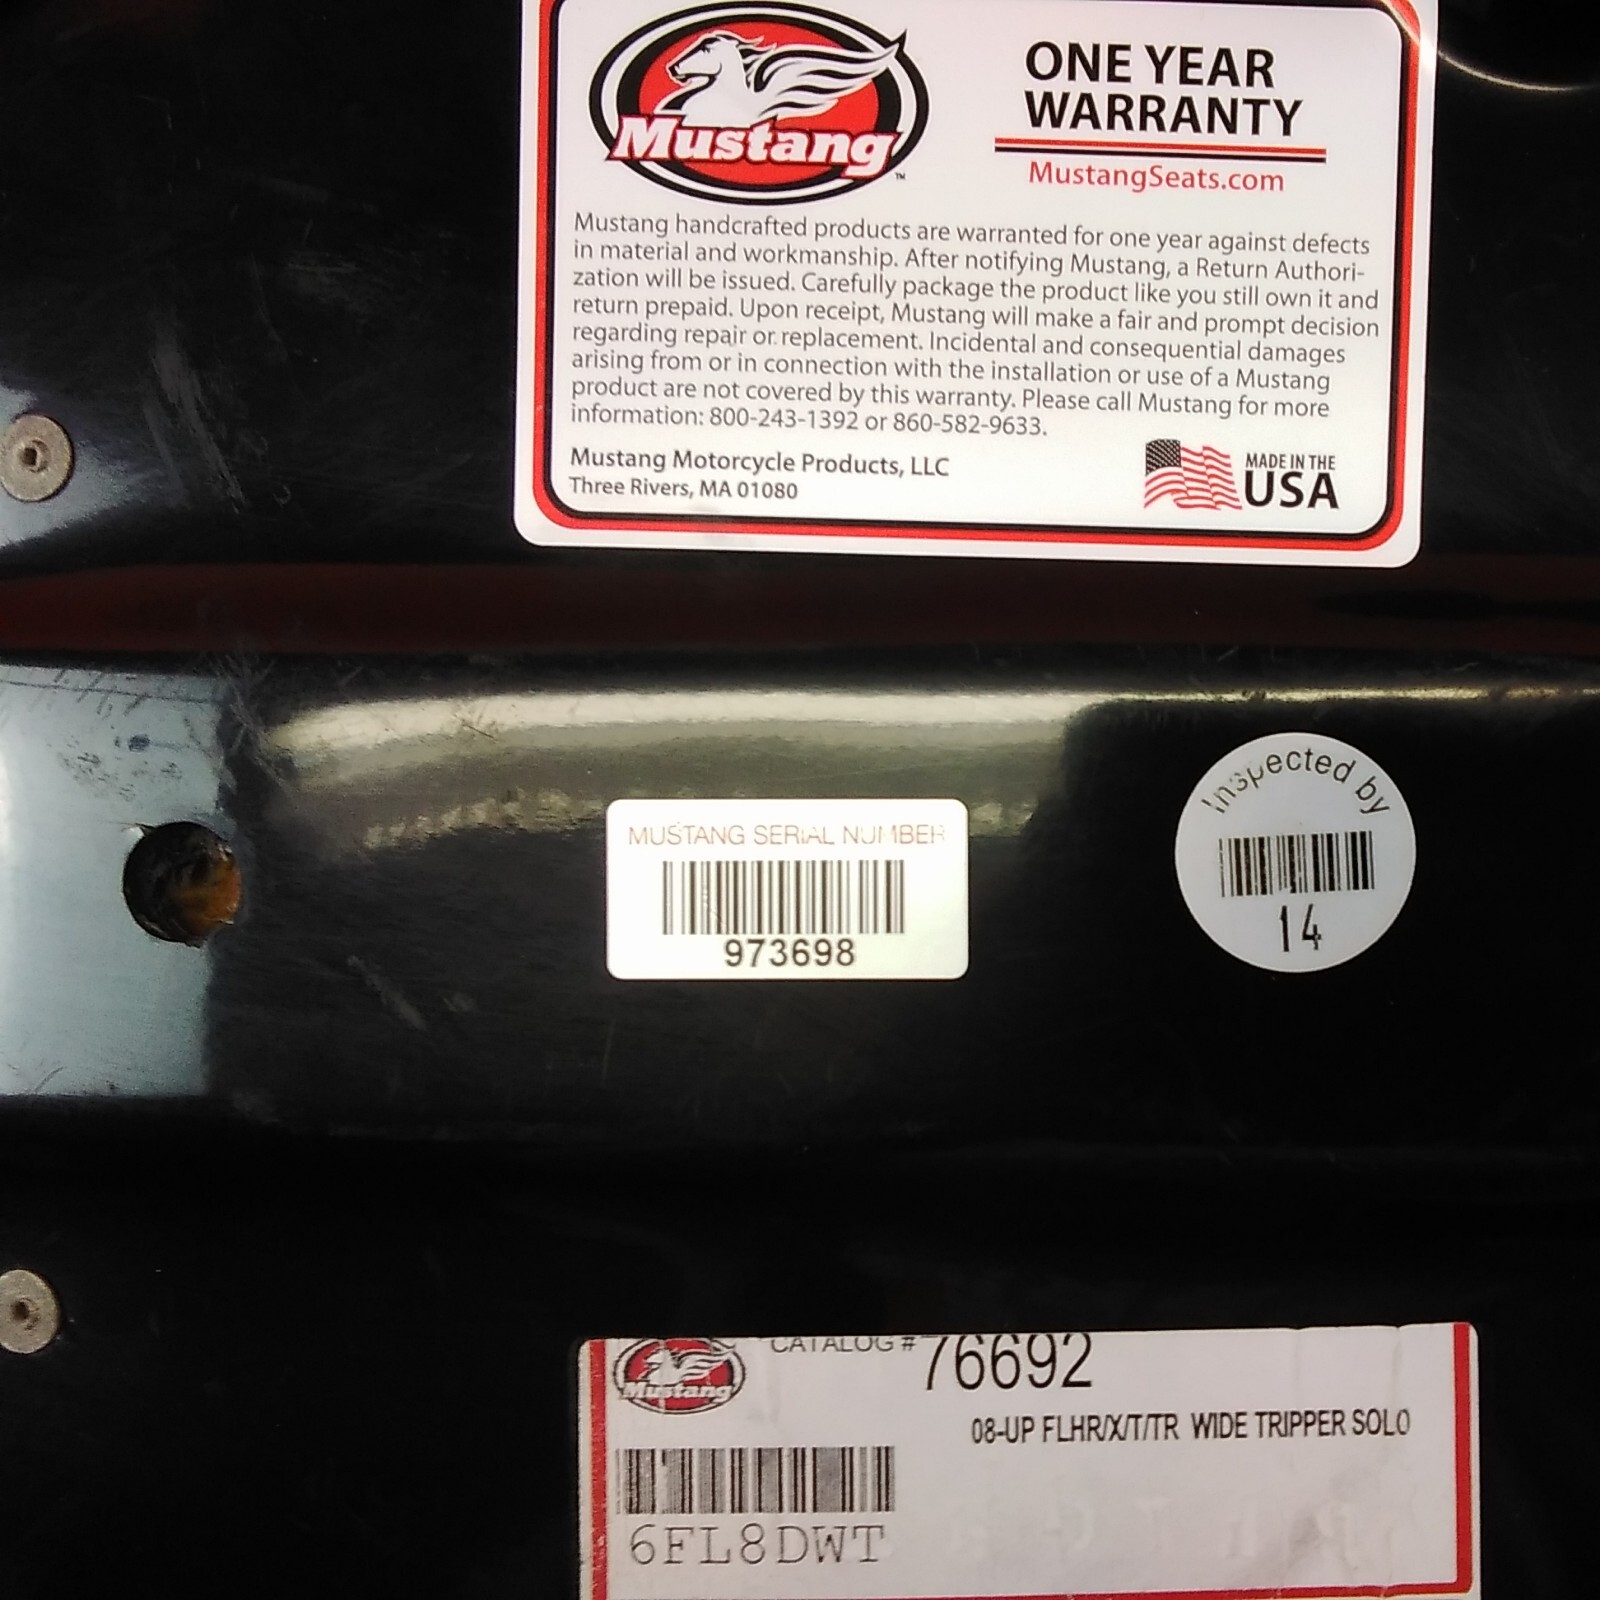 Mustang™
ONE YEAR
WARRANTY
MustangSeats.com
Mustang handcrafted products are warranted for one year against defects
in material and workmanship. After notifying Mustang, a Return Authori-
zation will be issued. Carefully package the product like you still own it and
return prepaid. Upon receipt, Mustang will make a fair and prompt decision
regarding repair or replacement. Incidental and consequential damages
arising from or in connection with the installation or use of a Mustang
product are not covered by this warranty. Please call Mustang for more
information: 800-243-1392 or 860-582-9633.
Mustang Motorcycle Products, LLC
Three Rivers, MA 01080
MADE IN THE
USA
MUSTANG SERIAL NUMBER
973698
Inspected by
14
Mustang
CATALOG # 76692
08-UP FLHR/X/T/TR WIDE TRIPPER SOLO
6FL8DWT